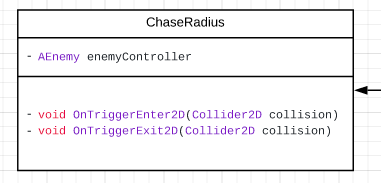 ChaseRadius
- AEnemy enemyController
- void OnTriggerEnter2D(Collider2D collision)
- void OnTriggerExit2D(Collider2D collision)